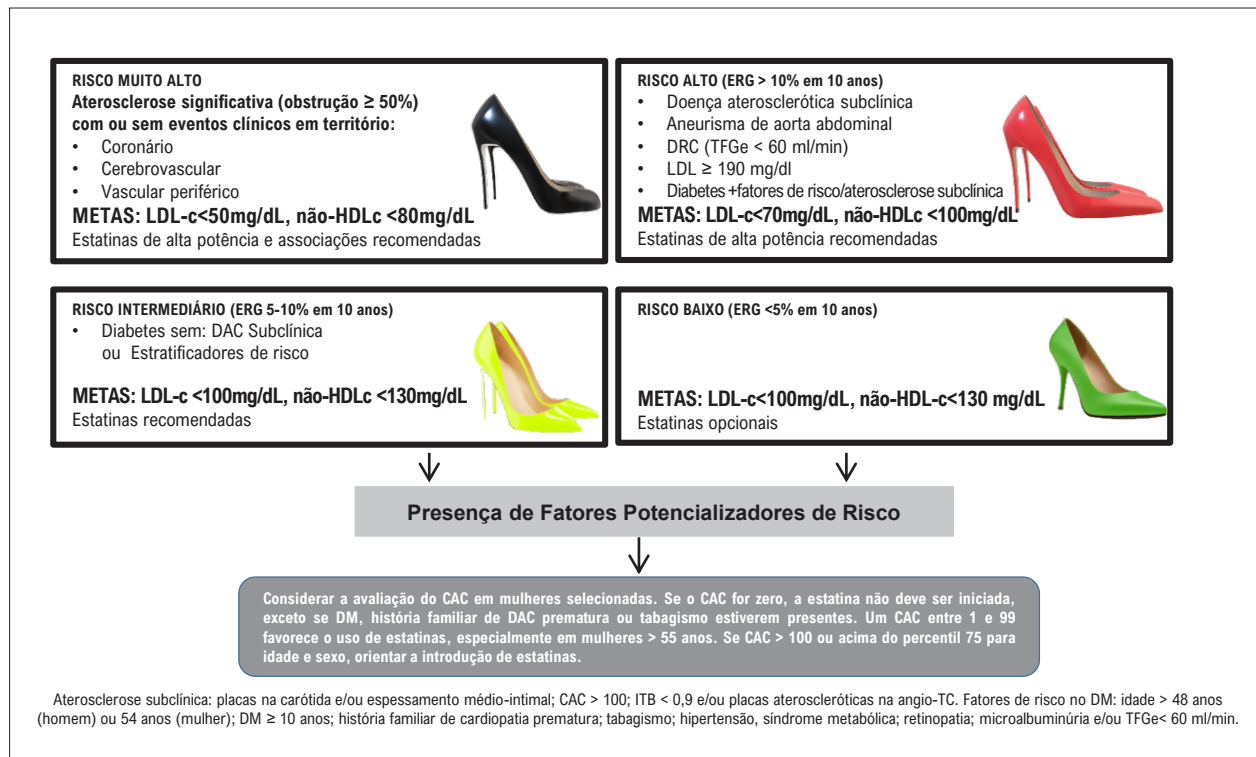 RISCO MUITO ALTO
Aterosclerose significativa (obstrução ≥ 50%)
com ou sem eventos clínicos em território:
• Coronário
• Cerebrovascular
• Vascular periférico
METAS: LDL-c<50mg/dL, não-HDLc <80mg/dL
Estatinas de alta potência e associações recomendadas
RISCO ALTO (ERG > 10% em 10 anos)
• Doença aterosclerótica subclínica
• Aneurisma de aorta abdominal
• DRC (TFGe < 60 ml/min)
• LDL ≥ 190 mg/dl
• Diabetes +fatores de risco/aterosclerose subclínica
METAS: LDL-c<70mg/dL, não-HDLc <100mg/dL
Estatinas de alta potência recomendadas
RISCO INTERMEDIÁRIO (ERG 5-10% em 10 anos)
• Diabetes sem: DAC Subclínica
ou Estratificadores de risco
METAS: LDL-c <100mg/dL, não-HDLc <130mg/dL
Estatinas recomendadas
RISCO BAIXO (ERG <5% em 10 anos)
METAS: LDL-c<100mg/dL, não-HDL-c<130 mg/dL
Estatinas opcionais
Presença de Fatores Potencializadores de Risco
Considerar a avaliação do CAC em mulheres selecionadas. Se o CAC for zero, a estatina não deve ser iniciada,
exceto se DM, história familiar de DAC prematura ou tabagismo estiverem presentes. Um CAC entre 1 e 99
favorece o uso de estatinas, especialmente em mulheres > 55 anos. Se CAC > 100 ou acima do percentil 75 para
idade e sexo, orientar a introdução de estatinas.
Aterosclerose subclínica: placas na carótida e/ou espessamento médio-intimal; CAC > 100; ITB < 0,9 e/ou placas ateroscleróticas na angio-TC. Fatores de risco no DM: idade > 48 anos
(homem) ou 54 anos (mulher); DM ≥ 10 anos; história familiar de cardiopatia prematura; tabagismo; hipertensão, síndrome metabólica; retinopatia; microalbuminúria e/ou TFGe< 60 ml/min.